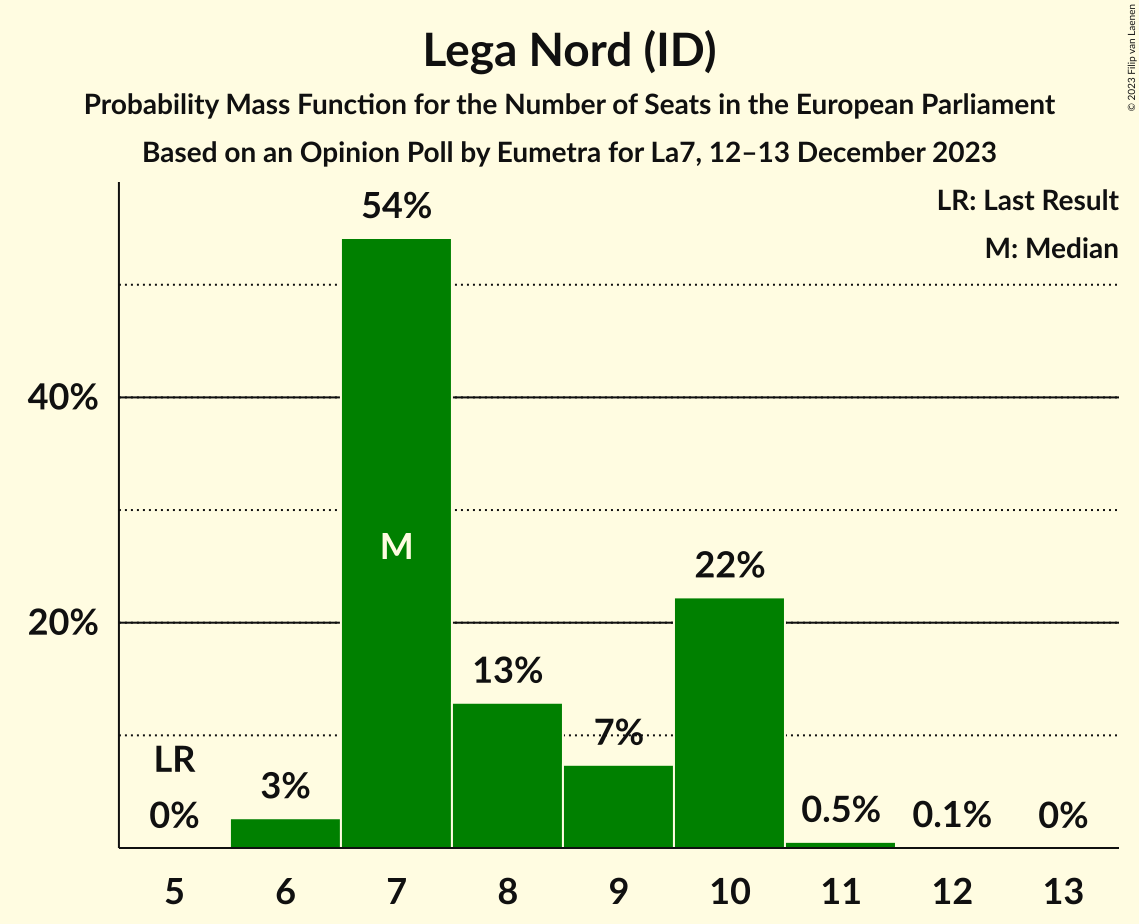 Lega Nord (ID)
Probability Mass Function for the Number of Seats in the European Parliament
Based on an Opinion Poll by Eumetra for La7, 12–13 December 2023
© 2023 Filip van Laenen
LR: Last Result
M: Median
54%
40%
M
22%
20%
13%
7%
LR
3%
0%
0.5%
0.1%
0%
5 6 7 8 9 10 11 12 13